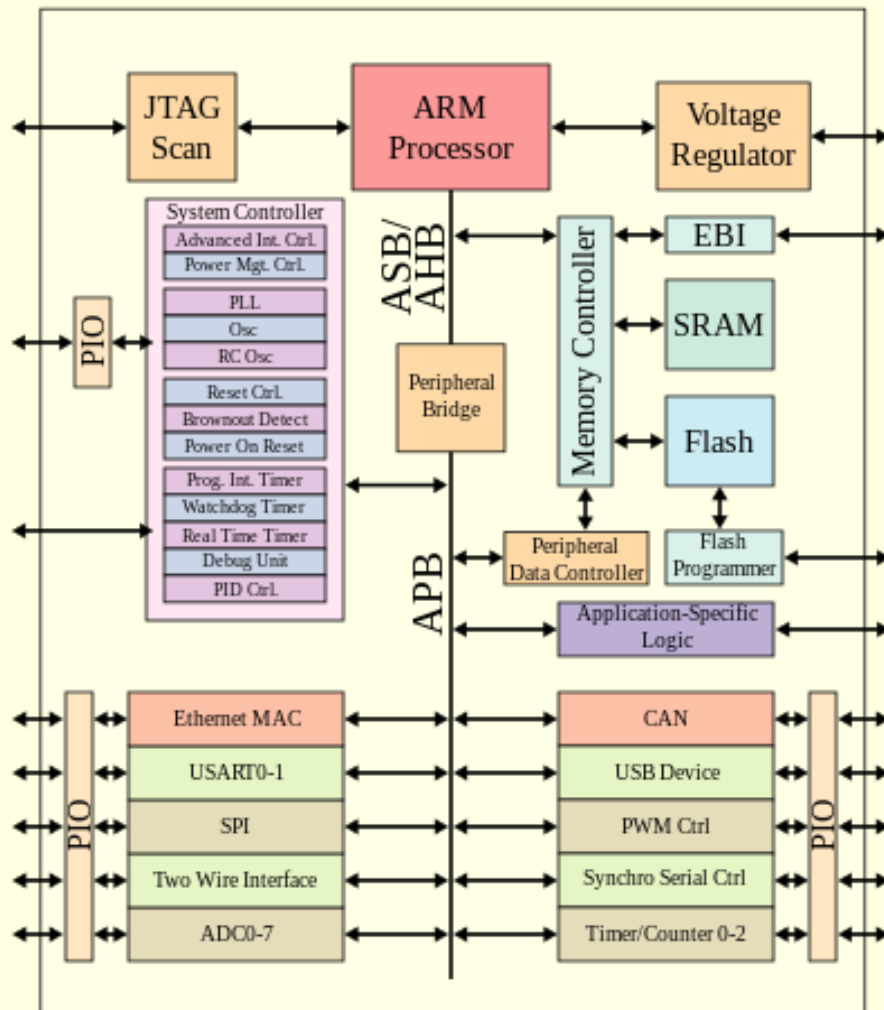 JTAG
Scan
ARM
Processor
Voltage
Regulator
System Controller
Advanced Int. Ctrl.
Power Mgt. Ctrl.
PLL
Osc
RC Osc
Reset Ctrl.
Brownout Detect
Power On Reset
Prog. Int. Timer
Watchdog Timer
Real Time Timer
Debug Unit
PID Ctrl.
PIO
ASB/
AHB
Peripheral
Bridge
APB
Memory Controller
EBI
SRAM
Flash
Peripheral
Data Controller
Flash
Programmer
Application-Specific
Logic
PIO
Ethernet MAC
USART0-1
SPI
Two Wire Interface
ADC0-7
CAN
USB Device
PWM Ctrl
Synchro Serial Ctrl
Timer/Counter 0-2
PIO